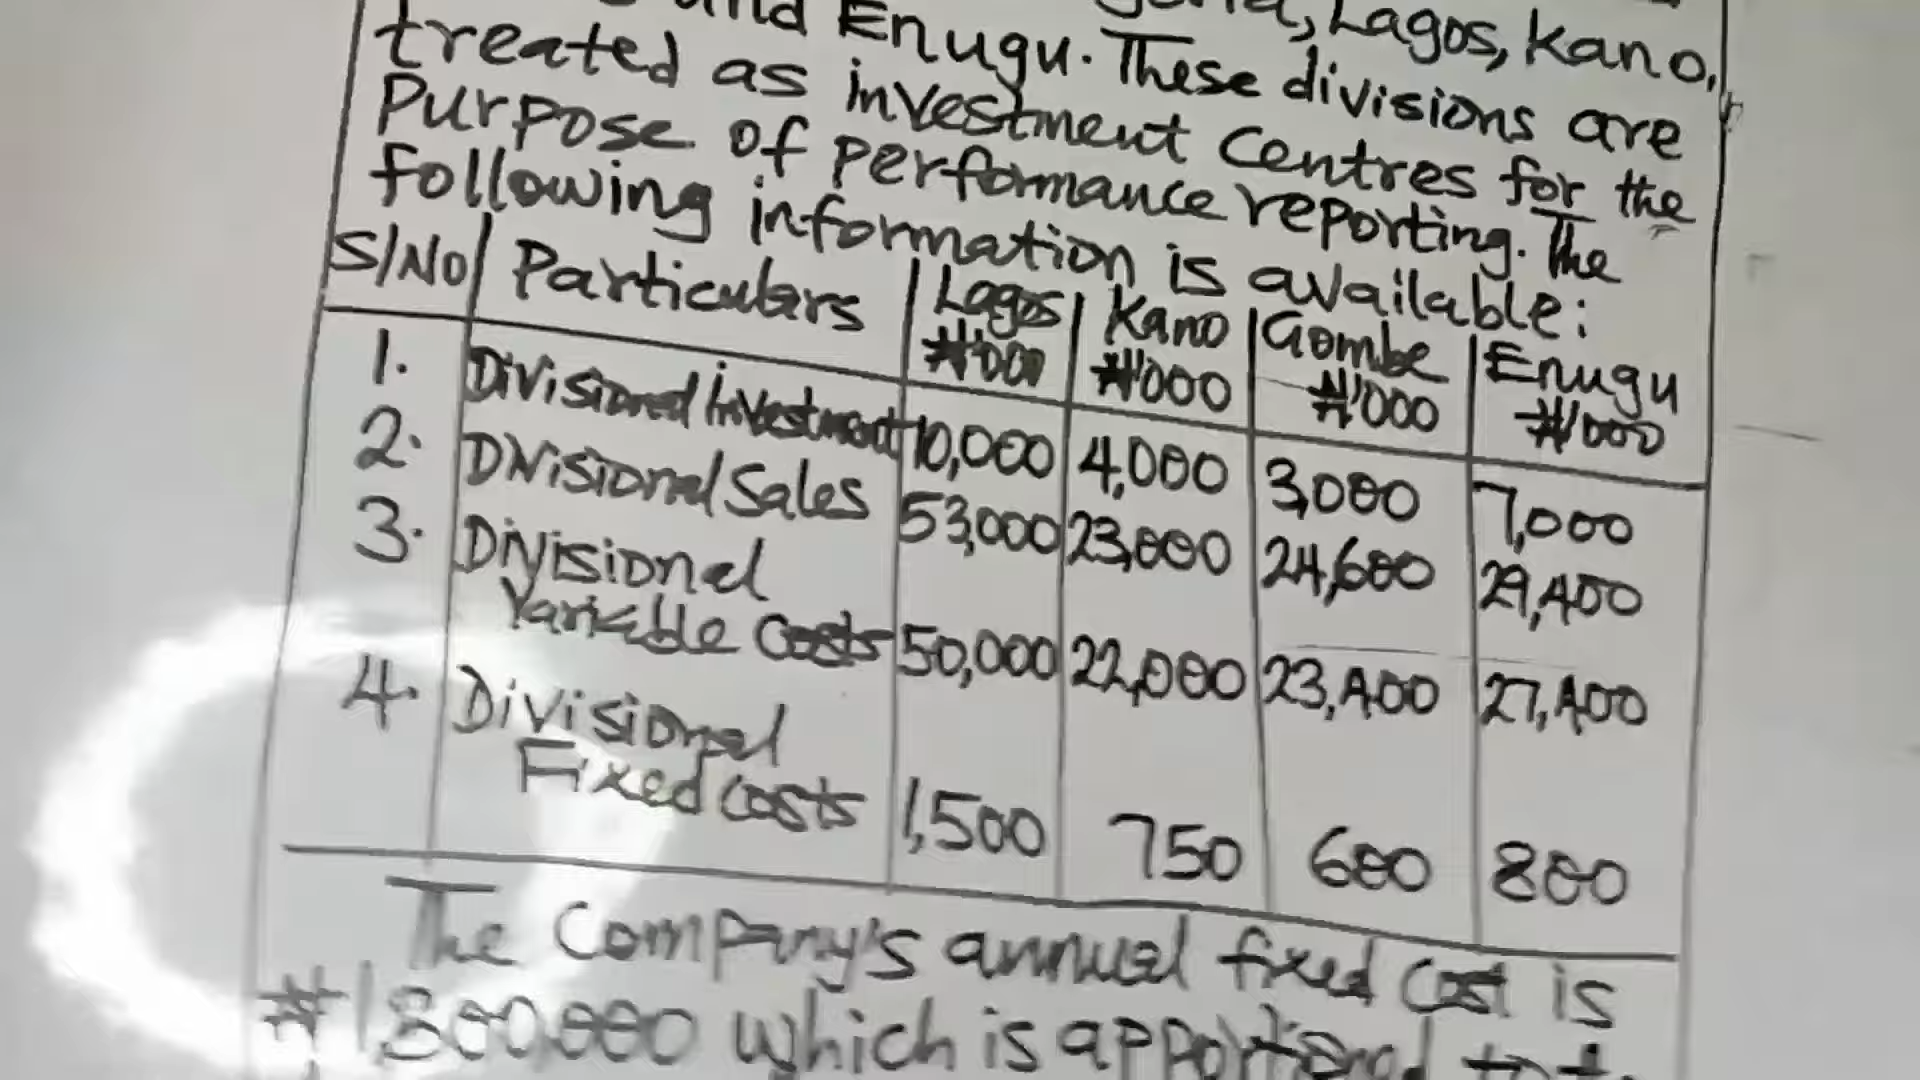 and Enugu. These divisions are
Lagos, Kano,
treated as investment Centres for the
Purpose of Performance reporting. The
following information is available:
S/No Particulars Lagos ₦'000 Kano ₦'000 Gombe ₦'000 Enugu ₦'000
1. Divisional Investment 10,000 4,000 3,000 7,000
2. Divisional Sales 53,000 23,000 24,600 29,400
3. Divisional
Variable Costs 50,000 22,000 23,400 27,400
4. Divisional
Fixed Costs 1,500 750 600 800
The Company's annual fixed Cost is
₦1,800,000 which is apportioned